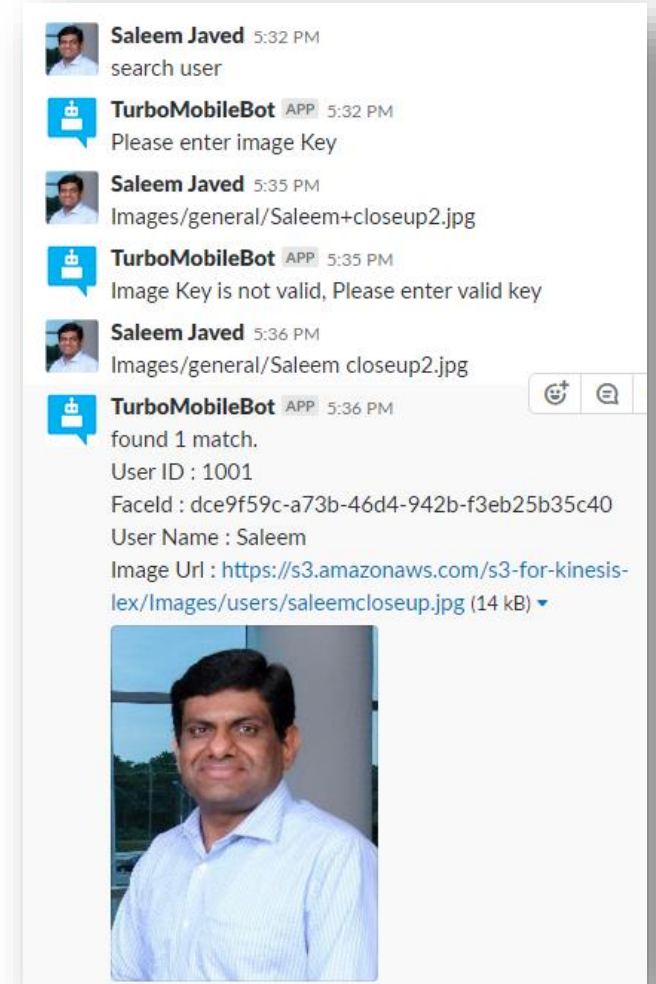 Saleem Javed 5:32 PM
search user
TurboMobileBot APP 5:32 PM
Please enter image Key
Saleem Javed 5:35 PM
Images/general/Saleem+closeup2.jpg
TurboMobileBot APP 5:35 PM
Image Key is not valid, Please enter valid key
Saleem Javed 5:36 PM
Images/general/Saleem closeup2.jpg
TurboMobileBot APP 5:36 PM
found 1 match.
User ID : 1001
FaceId : dce9f59c-a73b-46d4-942b-f3eb25b35c40
User Name : Saleem
Image Url : https://s3.amazonaws.com/s3-for-kinesis-
lex/Images/users/saleemcloseup.jpg (14 kB)